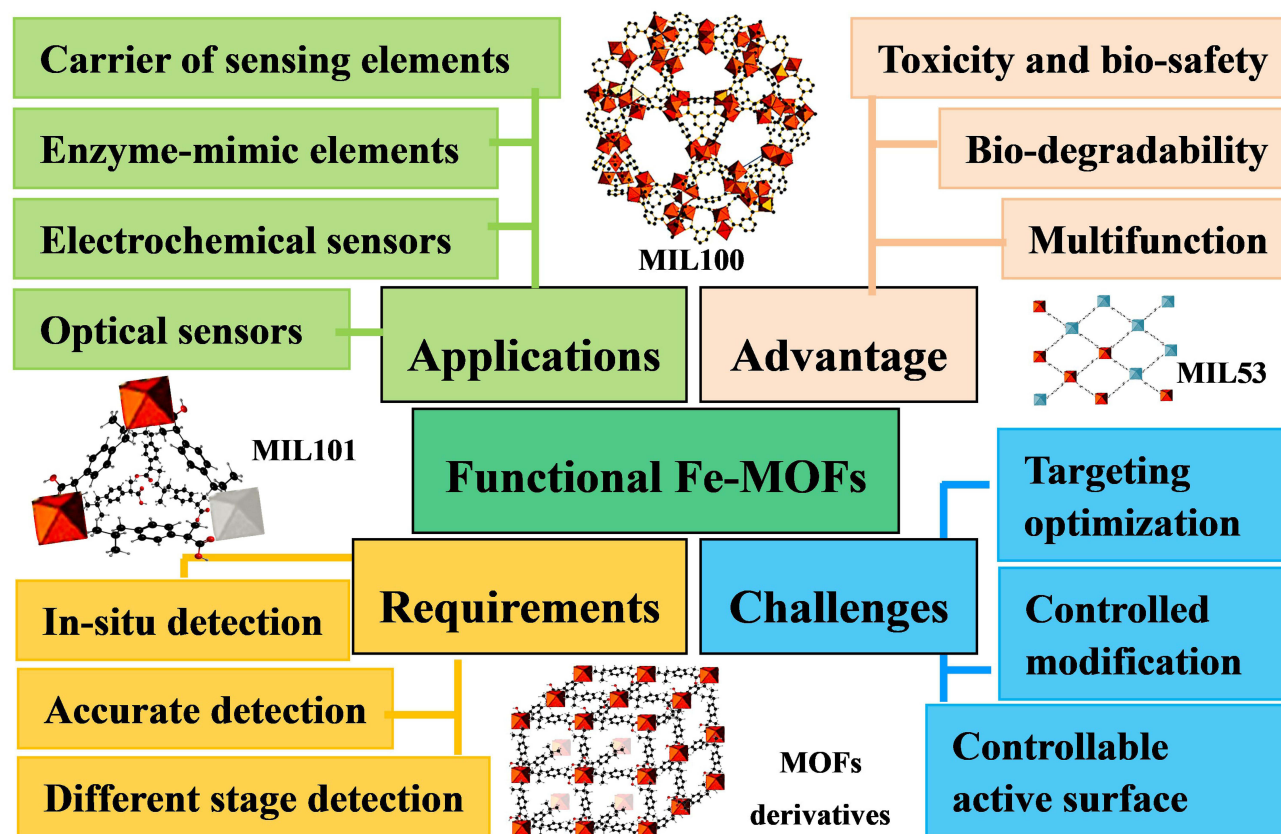 Carrier of sensing elements
Enzyme-mimic elements
Electrochemical sensors
Optical sensors
MIL100
Toxicity and bio-safety
Bio-degradability
Multifunction
Applications
Advantage
MIL53
MIL101
Functional Fe-MOFs
Targeting
optimization
Requirements
Challenges
In-situ detection
Controlled
modification
Accurate detection
Different stage detection
MOFs
derivatives
Controllable
active surface